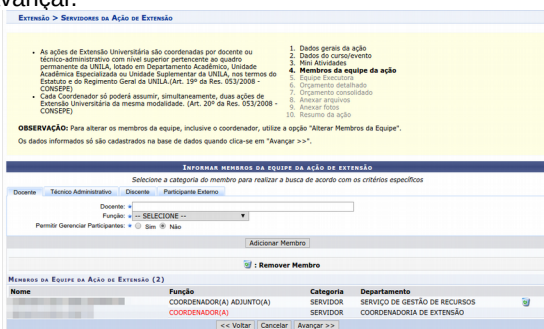 vançar.
Extensão > Servidores da Ação de Extensão
• As ações de Extensão Universitária são coordenadas por docente ou
técnico-administrativo com nível superior pertencente ao quadro
permanente da UNILA, lotado em Departamento Acadêmico, Unidade
Acadêmica Especializada ou Unidade Suplementar da UNILA, nos termos do
Estatuto e do Regimento Geral da UNILA.(Art. 19º da Res. 053/2008 -
CONSEPE)
• Cada Coordenador só poderá assumir, simultaneamente, duas ações de
Extensão Universitária da mesma modalidade. (Art. 20º da Res. 053/2008 -
CONSEPE)
1. Dados gerais da ação
2. Dados do curso/evento
3. Mini Atividades
4. Membros da equipe da ação
5. Equipe Executora
6. Orçamento detalhado
7. Orçamento consolidado
8. Anexar arquivos
9. Anexar fotos
10. Resumo da ação
OBSERVAÇÃO: Para alterar os membros da equipe, inclusive o coordenador, utilize a opção "Alterar Membros da Equipe".
Os dados informados só são cadastrados na base de dados quando clica-se em "Avançar >>".
Informar membros da equipe da ação de extensão
Selecione a categoria do membro para realizar a busca de acordo com os critérios específicos
Docente Técnico Administrativo Discente Participante Externo
Docente:
Função: -- SELECIONE --
Permitir Gerenciar Participantes: Sim Não
Adicionar Membro
: Remover Membro
Membros da Equipe da Ação de Extensão (2)
Nome Função Categoria Departamento
COORDENADOR(A) ADJUNTO(A) SERVIDOR SERVIÇO DE GESTÃO DE RECURSOS
COORDENADOR(A) SERVIDOR COORDENADORIA DE EXTENSÃO
<< Voltar Cancelar Avançar >>